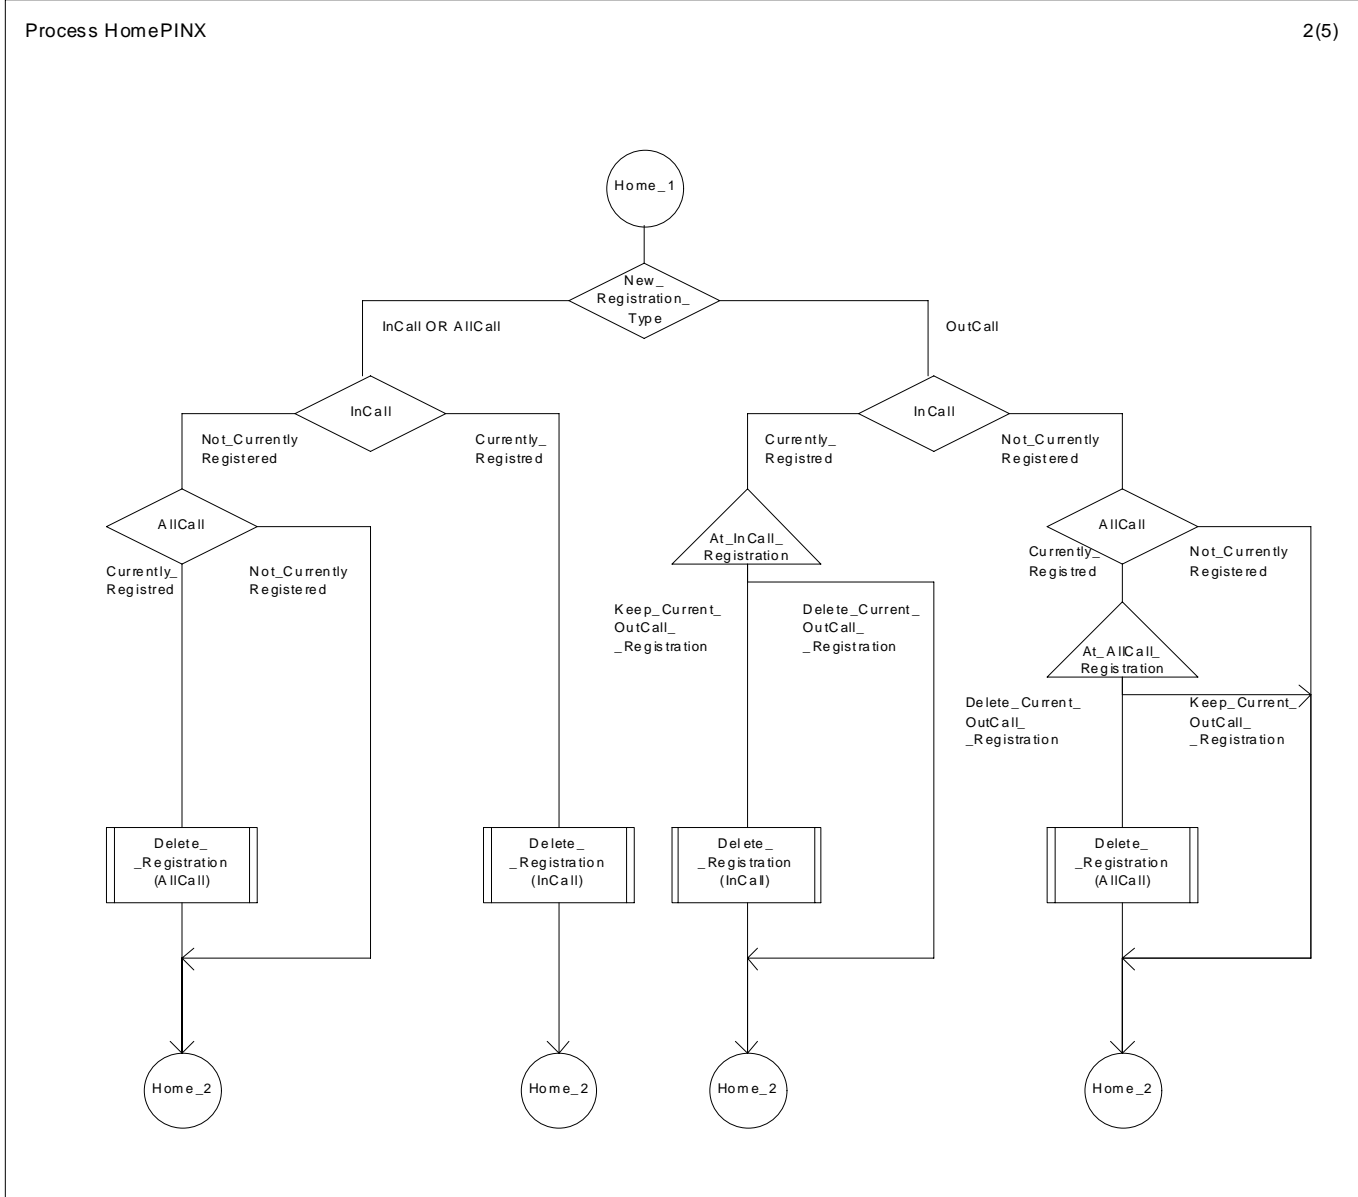 Process HomePINX
2(5)
Home_1
New_
Registration_
Type
InCall OR AllCall
OutCall
InCall
InCall
Not_Currently
Registered
Currently_
Registred
Currently_
Registred
Not_Currently
Registered
AllCall
At_InCall_
Registration
AllCall
Currently_
Registred
Not_Currently
Registered
Currently_
Registred
Not_Currently
Registered
Keep_Current_
OutCall_
_Registration
Delete_Current_
OutCall_
_Registration
At_AllCall_
Registration
Delete_Current_
OutCall_
_Registration
Keep_Current_
OutCall_
_Registration
Delete_
_Registration
(AllCall)
Delete_
_Registration
(InCall)
Delete_
_Registration
(InCall)
Delete_
_Registration
(AllCall)
Home_2
Home_2
Home_2
Home_2